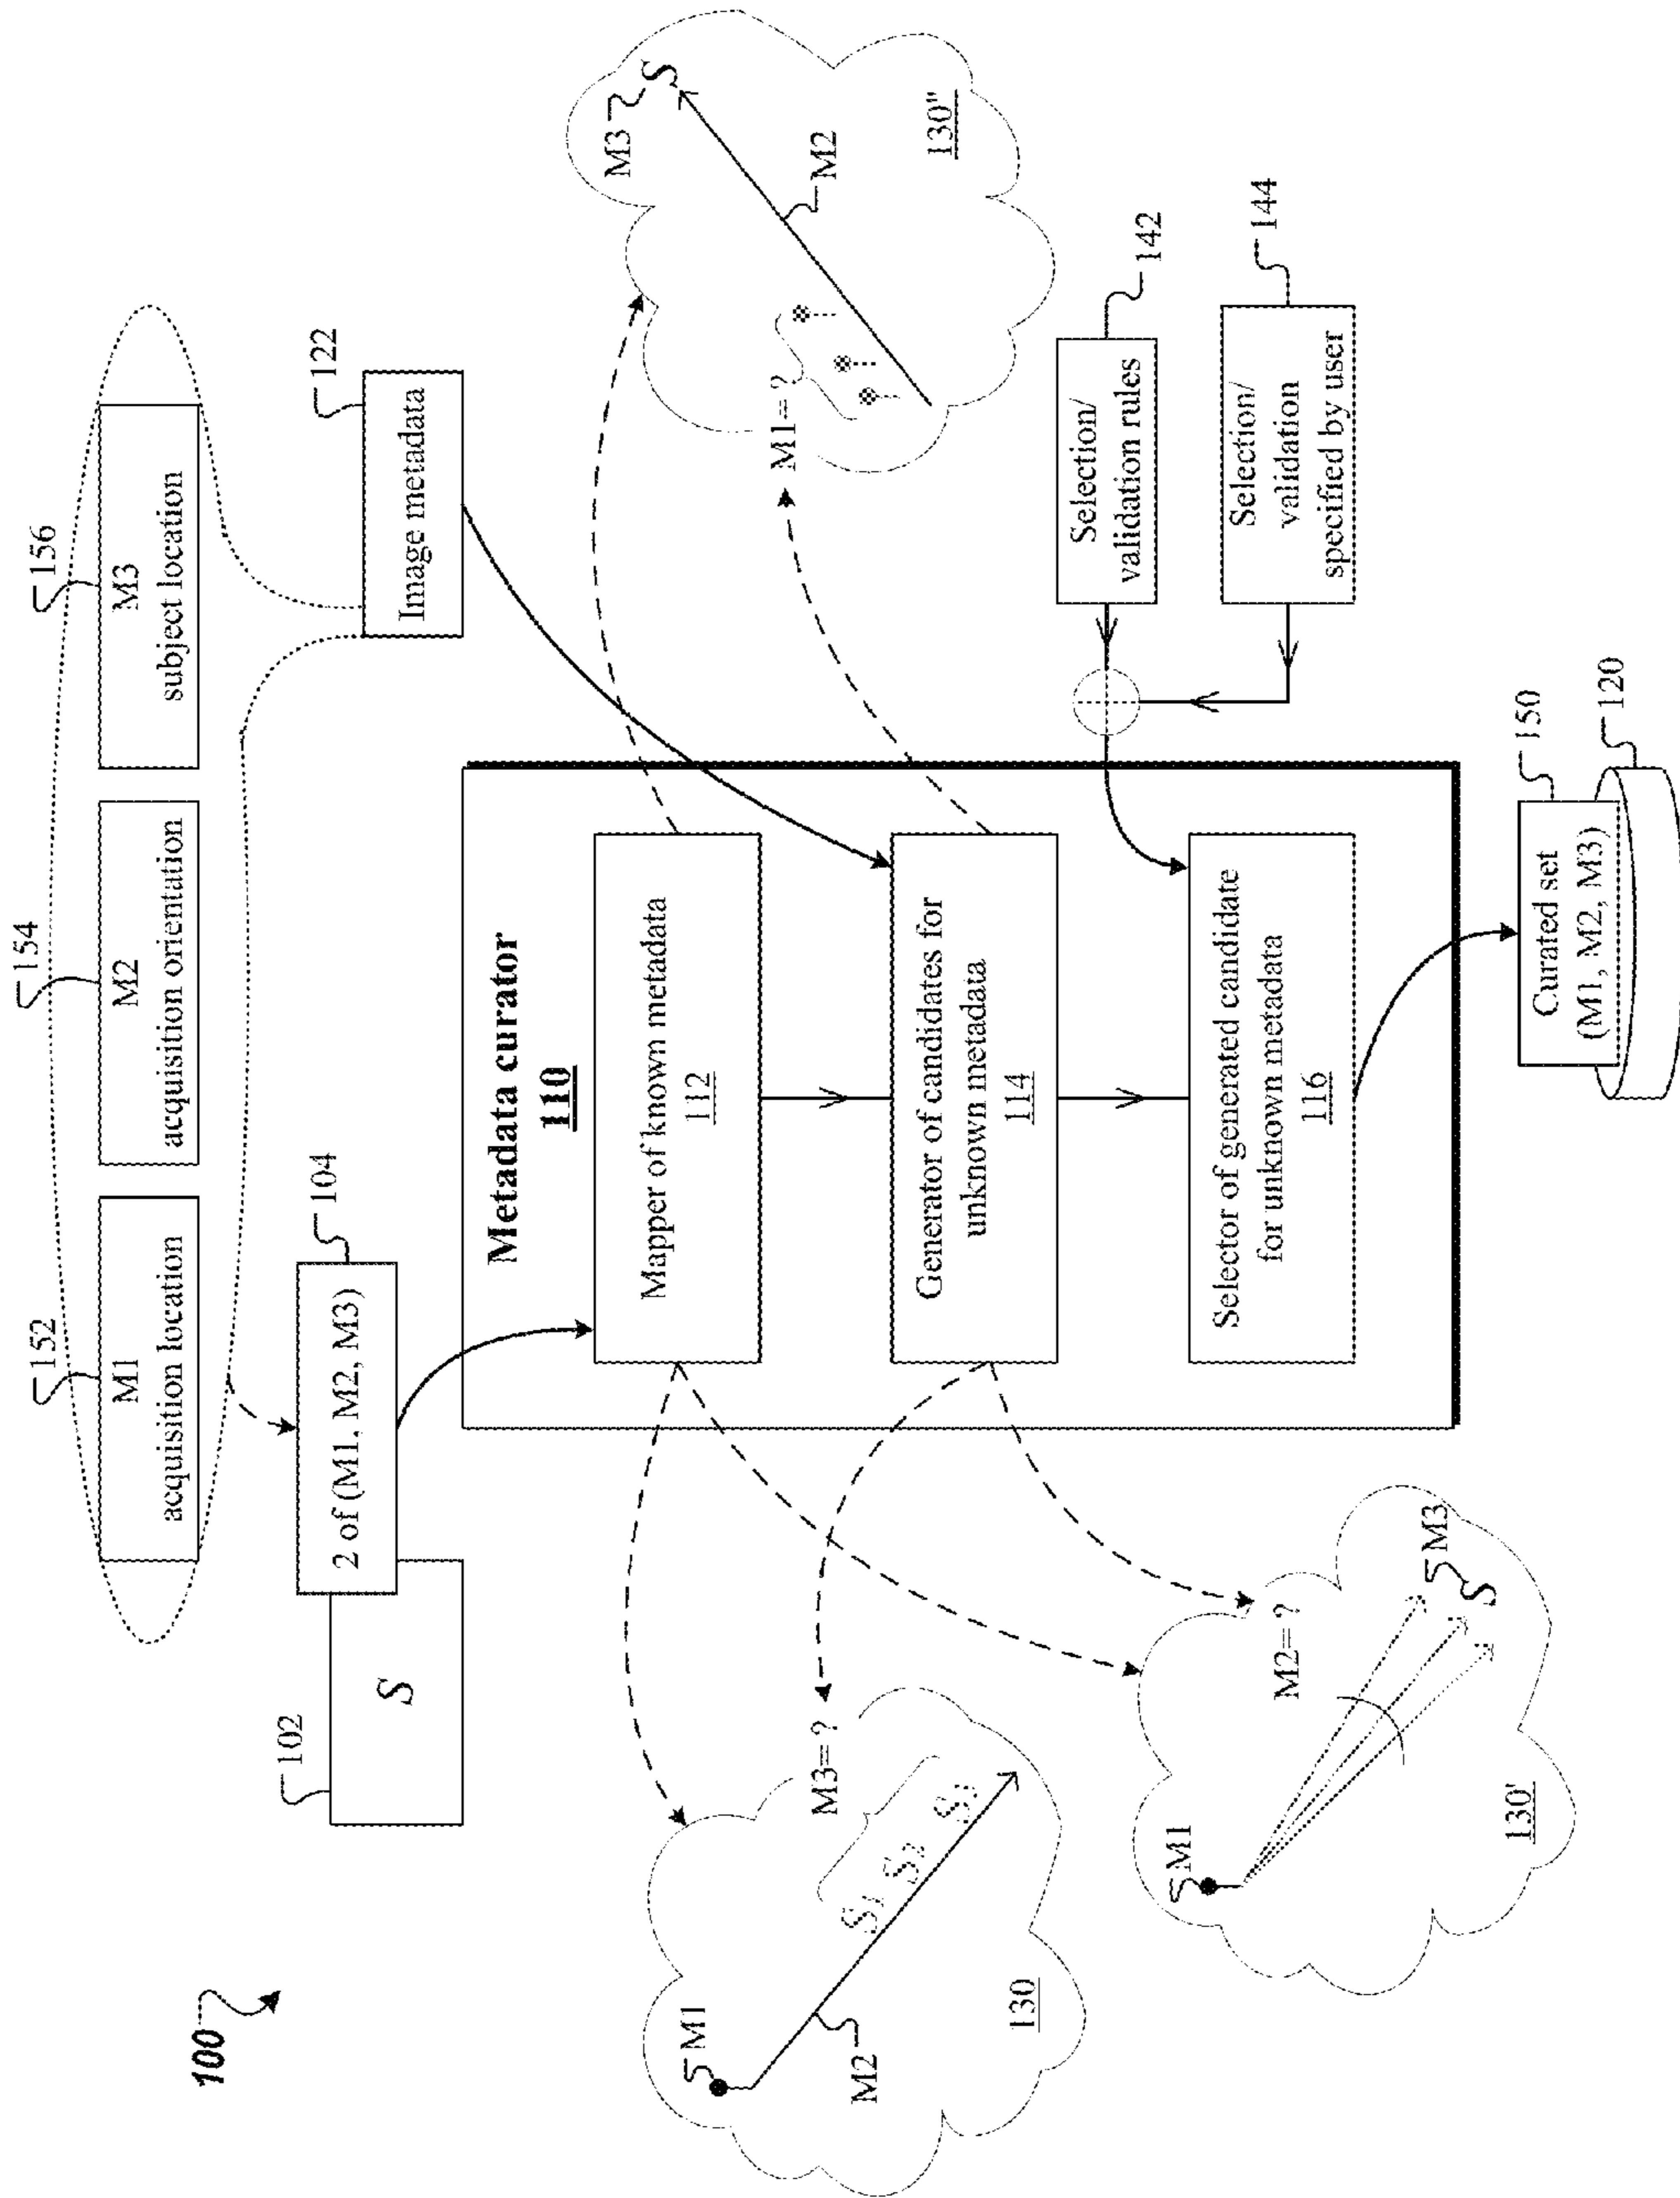 100
152
M1
acquisition location
154
M2
acquisition orientation
156
M3
subject location
102
S
104
2 of (M1, M2, M3)
122
Image metadata
Metadata curator
110
Mapper of known metadata
112
Generator of candidates for
unknown metadata
114
Selector of generated candidate
for unknown metadata
116
M1
M2
M3=?
S1
S2
S3
130
M1
M2=?
M3
S
130'
M3
S
M2
M1=?
130"
Selection/
validation rules
142
Selection/
validation
specified by user
144
Curated set
(M1, M2, M3)
150
120